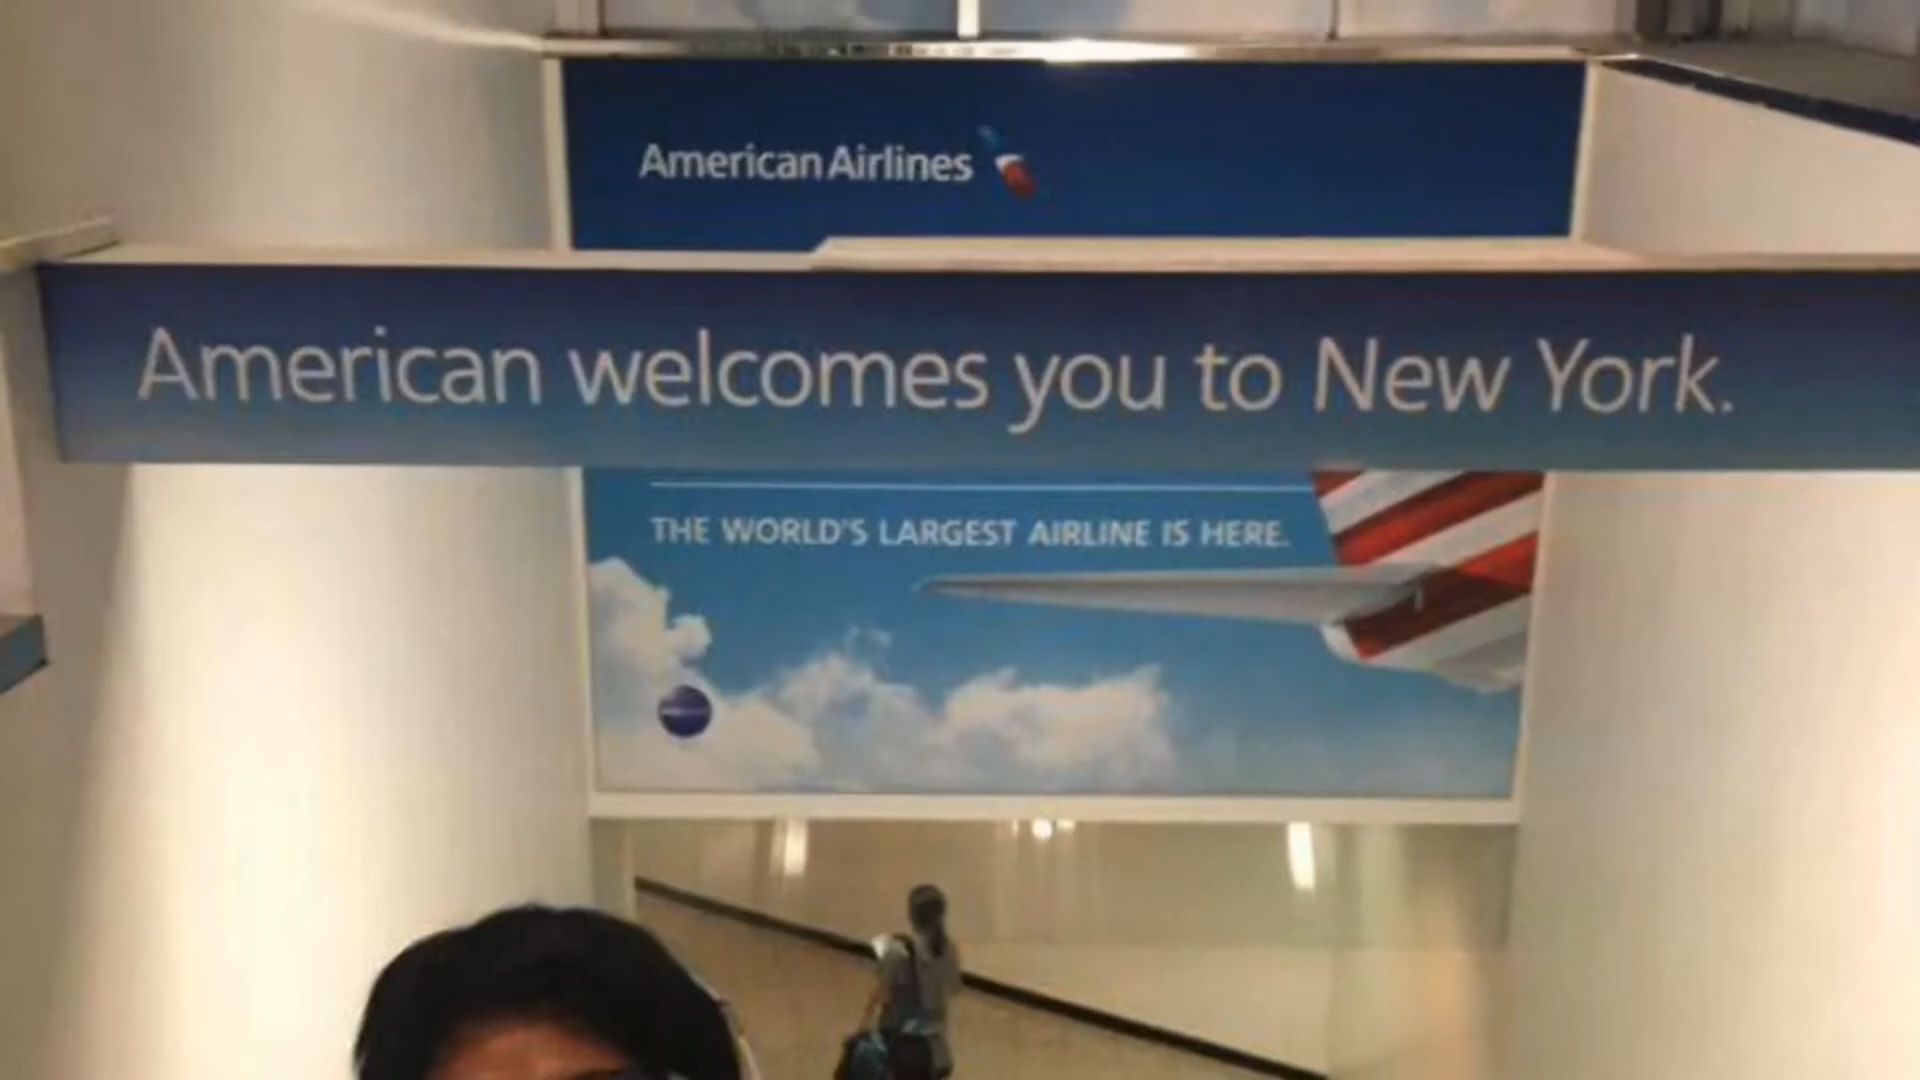 American Airlines
American welcomes you to New York.
THE WORLD'S LARGEST AIRLINE IS HERE.